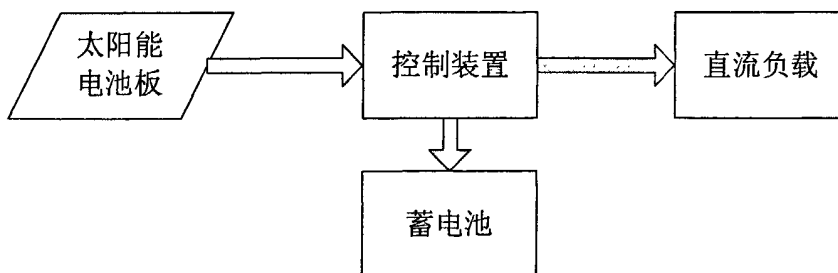 太阳能
电池板
控制装置
直流负载
蓄电池